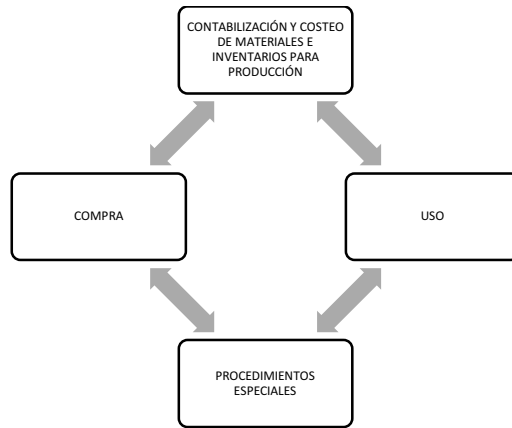 CONTABILIZACIÓN Y COSTEO
DE MATERIALES E
INVENTARIOS PARA
PRODUCCIÓN
COMPRA
USO
PROCEDIMIENTOS
ESPECIALES